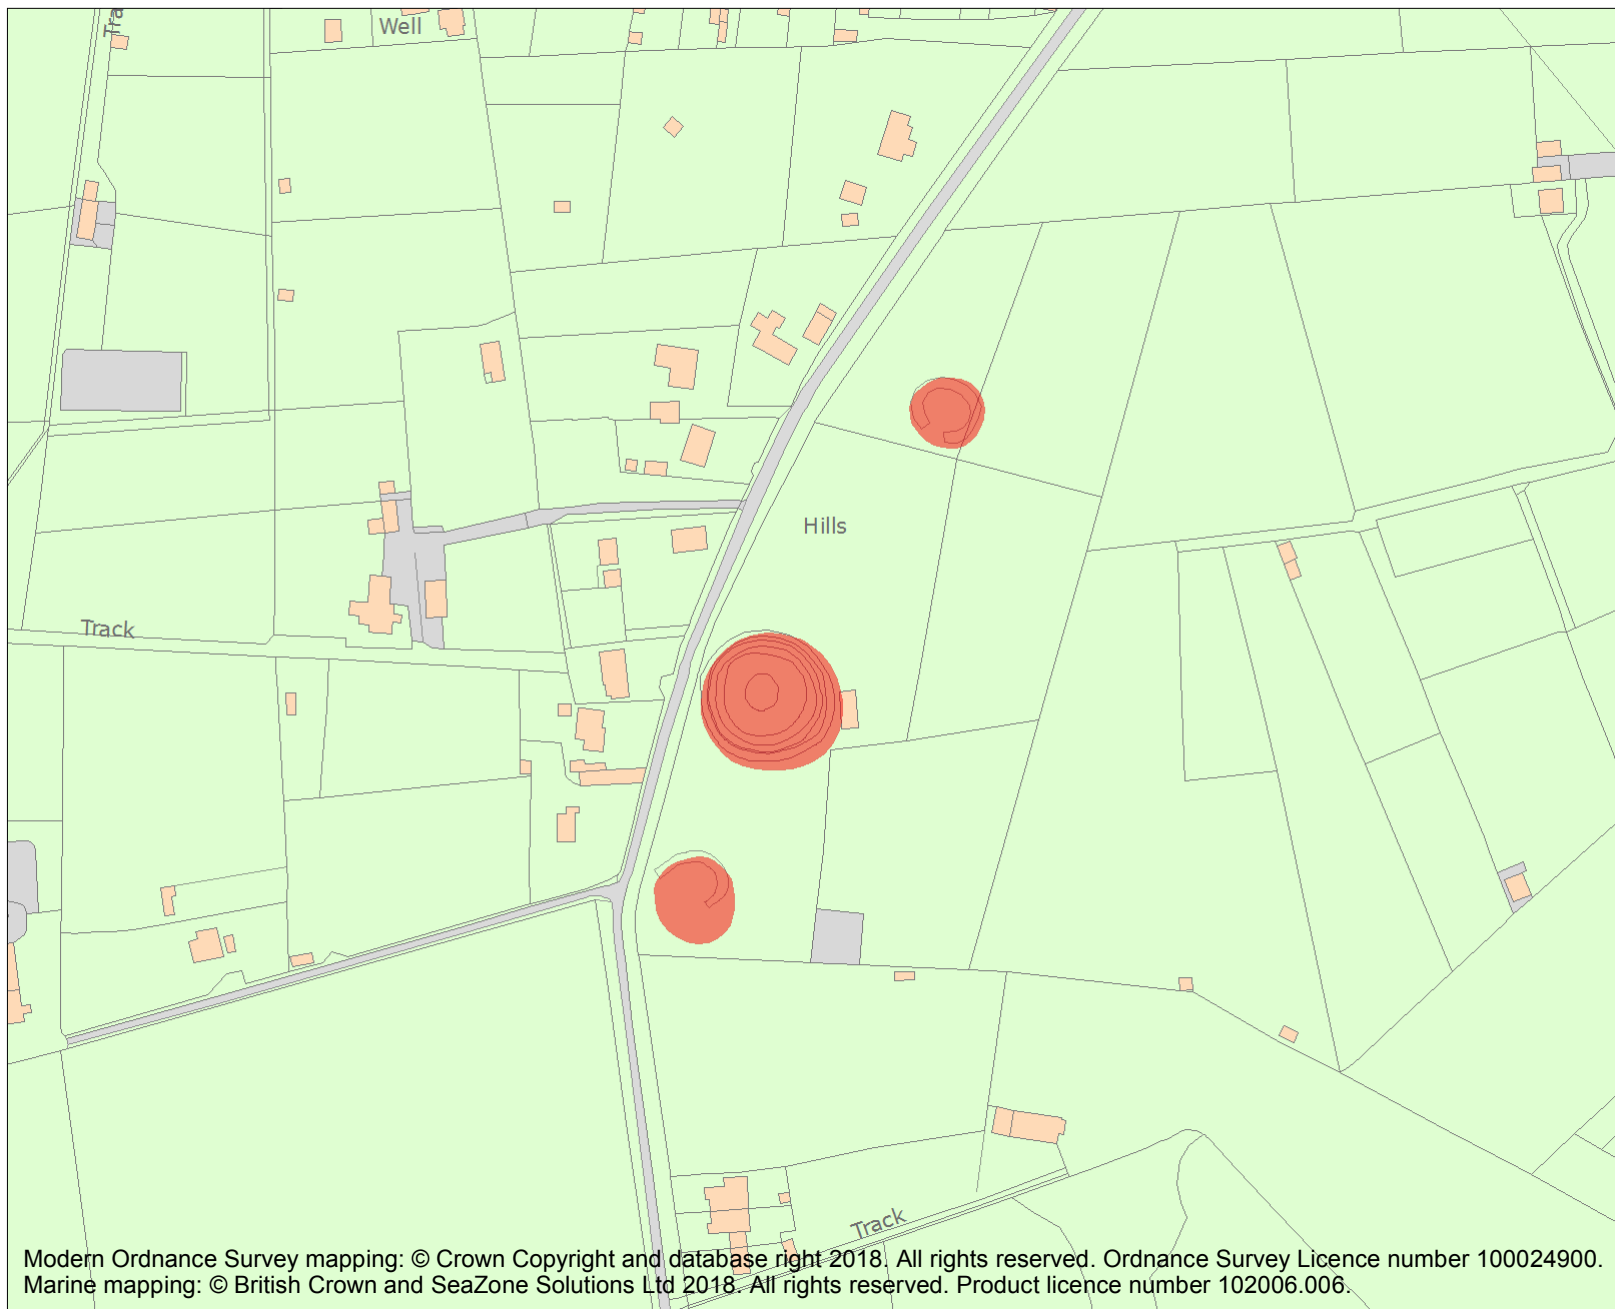 Tra
Well
Hills
Track
Track
Modern Ordnance Survey mapping: © Crown Copyright and database right 2018. All rights reserved. Ordnance Survey Licence number 100024900.
Marine mapping: © British Crown and SeaZone Solutions Ltd 2018. All rights reserved. Product licence number 102006.006.